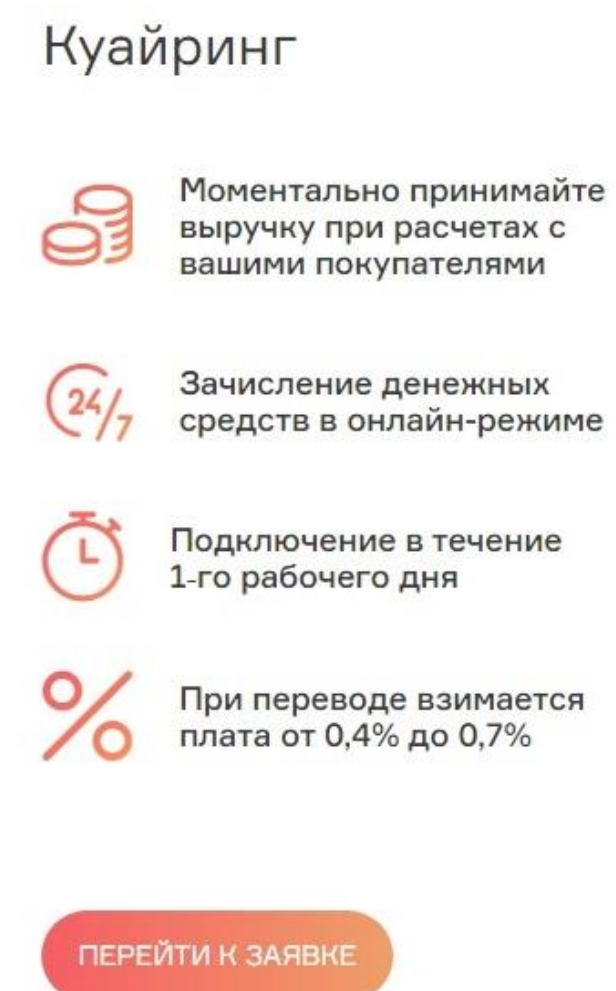 Куайринг
Моментально принимайте
выручку при расчетах с
вашими покупателями
24/7
Зачисление денежных
средств в онлайн-режиме
Подключение в течение
1-го рабочего дня
При переводе взимается
плата от 0,4% до 0,7%
ПЕРЕЙТИ К ЗАЯВКЕ